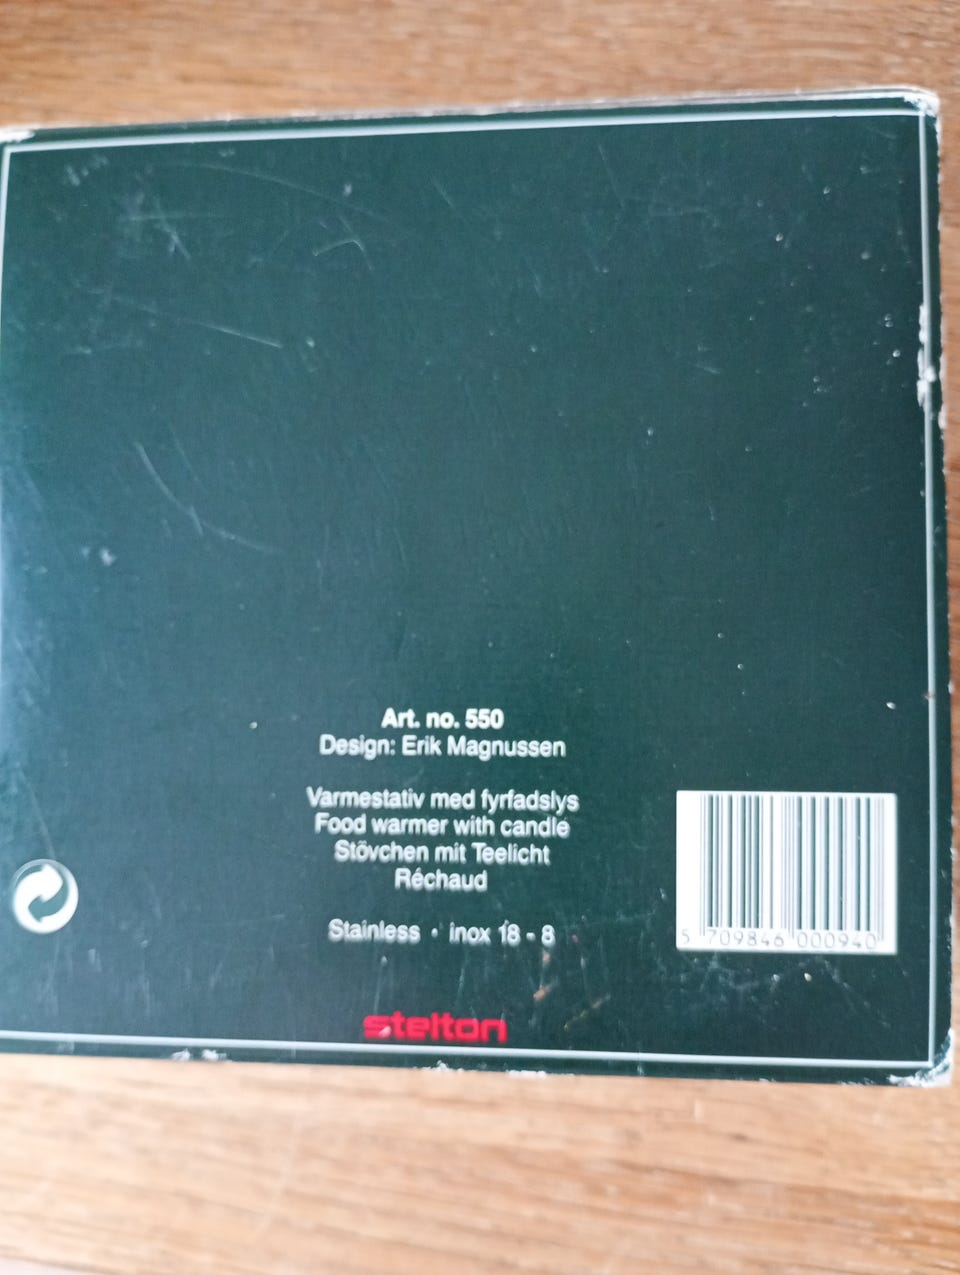 Art. no. 550
Design: Erik Magnussen
Varmestativ med fyrfadslys
Food warmer with candle
Stövchen mit Teelicht
Réchaud
Stainless · inox 18 - 8
5 709846 000940
stelton